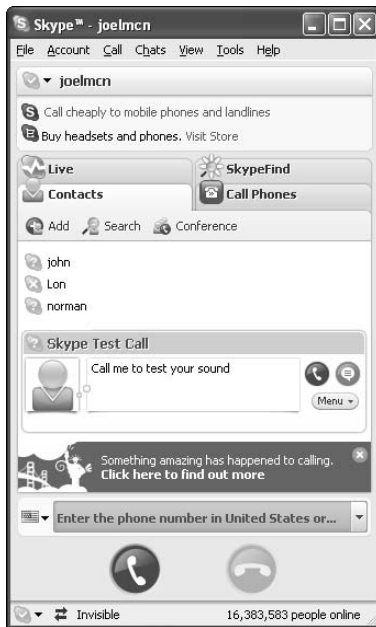 Skype™ - joelmcn
File Account Call Chats View Tools Help
joelmcn
Call cheaply to mobile phones and landlines
Buy headsets and phones. Visit Store
Live
SkypeFind
Contacts
Call Phones
Add Search Conference
john
Lon
norman
Skype Test Call
Call me to test your sound
Menu
Something amazing has happened to calling.
Click here to find out more
Enter the phone number in United States or...
Invisible 16,383,583 people online